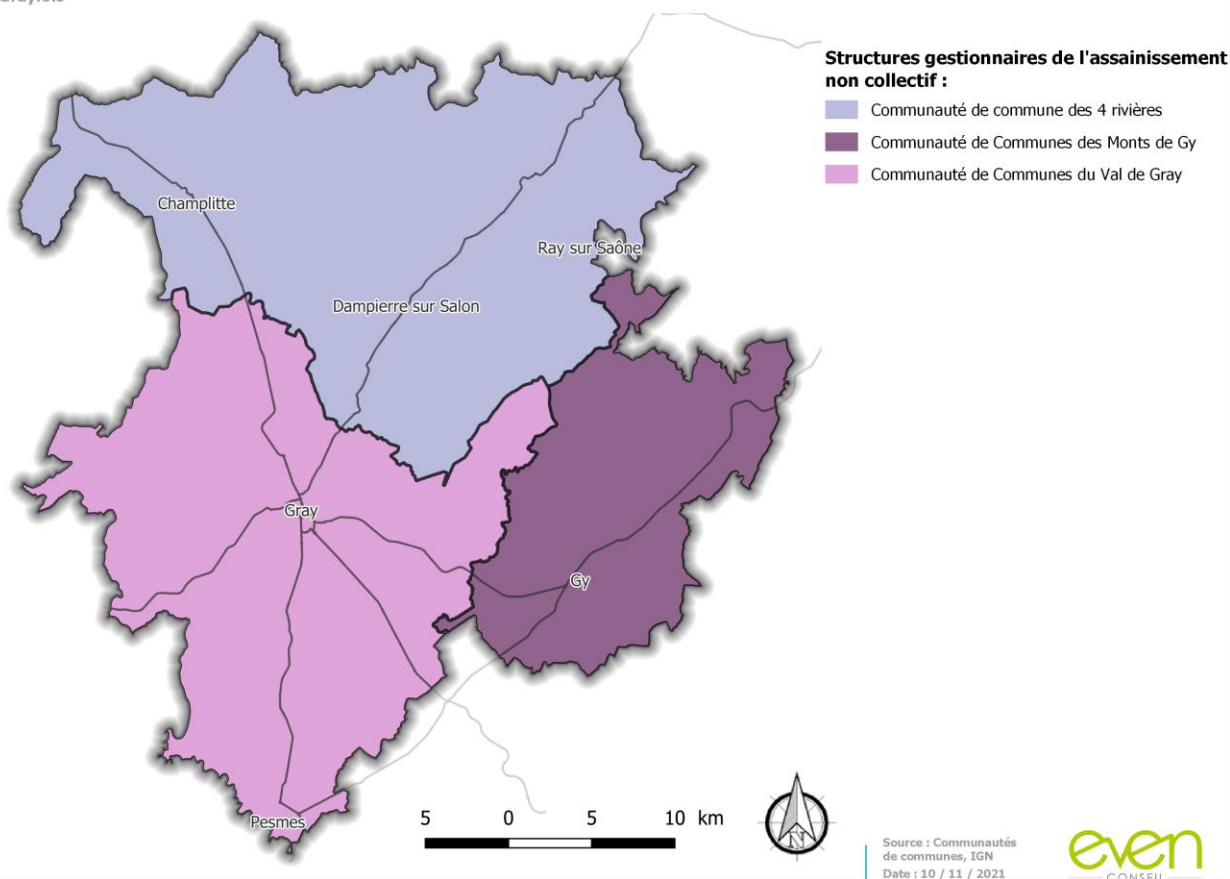 Structures gestionnaires de l'assainissement
non collectif :
Communauté de commune des 4 rivières
Communauté de Communes des Monts de Gy
Communauté de Communes du Val de Gray
Champlitte
Ray sur Saône
Dampierre sur Salon
Gray
Gy
Pesmes
5 0 5 10 km
N
Source : Communautés
de communes, IGN
Date : 10 / 11 / 2021
even
CONSEIL